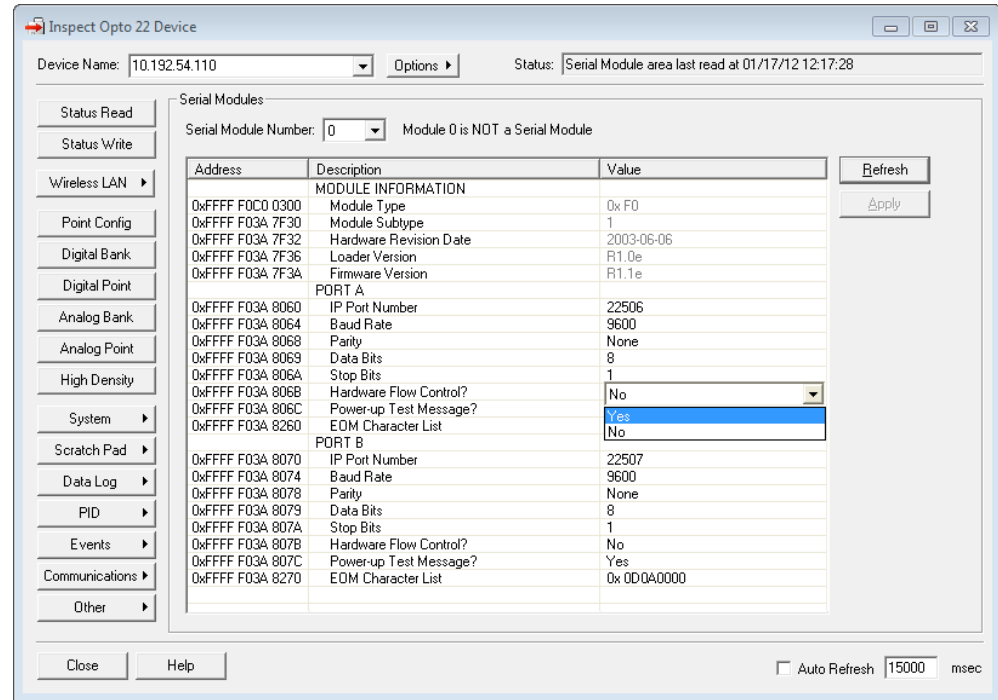 Inspect Opto 22 Device
Device Name: 10.192.54.110 Options Status: Serial Module area last read at 01/17/12 12:17:28
Status Read
Status Write
Wireless LAN
Point Config
Digital Bank
Digital Point
Analog Bank
Analog Point
High Density
System
Scratch Pad
Data Log
PID
Events
Communications
Other
Serial Modules
Serial Module Number: 0 Module 0 is NOT a Serial Module
Address Description Value
MODULE INFORMATION
0xFFFF F0C0 0300 Module Type 0x F0
0xFFFF F03A 7F30 Module Subtype 1
0xFFFF F03A 7F32 Hardware Revision Date 2003-06-06
0xFFFF F03A 7F36 Loader Version R1.0e
0xFFFF F03A 7F3A Firmware Version R1.1e
PORT A
0xFFFF F03A 8060 IP Port Number 22506
0xFFFF F03A 8064 Baud Rate 9600
0xFFFF F03A 8068 Parity None
0xFFFF F03A 8069 Data Bits 8
0xFFFF F03A 806A Stop Bits 1
0xFFFF F03A 806B Hardware Flow Control? No
0xFFFF F03A 806C Power-up Test Message? Yes
0xFFFF F03A 8260 EOM Character List No
PORT B
0xFFFF F03A 8070 IP Port Number 22507
0xFFFF F03A 8074 Baud Rate 9600
0xFFFF F03A 8078 Parity None
0xFFFF F03A 8079 Data Bits 8
0xFFFF F03A 807A Stop Bits 1
0xFFFF F03A 807B Hardware Flow Control? No
0xFFFF F03A 807C Power-up Test Message? Yes
0xFFFF F03A 8270 EOM Character List 0x 0D0A0000
Refresh
Apply
Close Help Auto Refresh 15000 msec